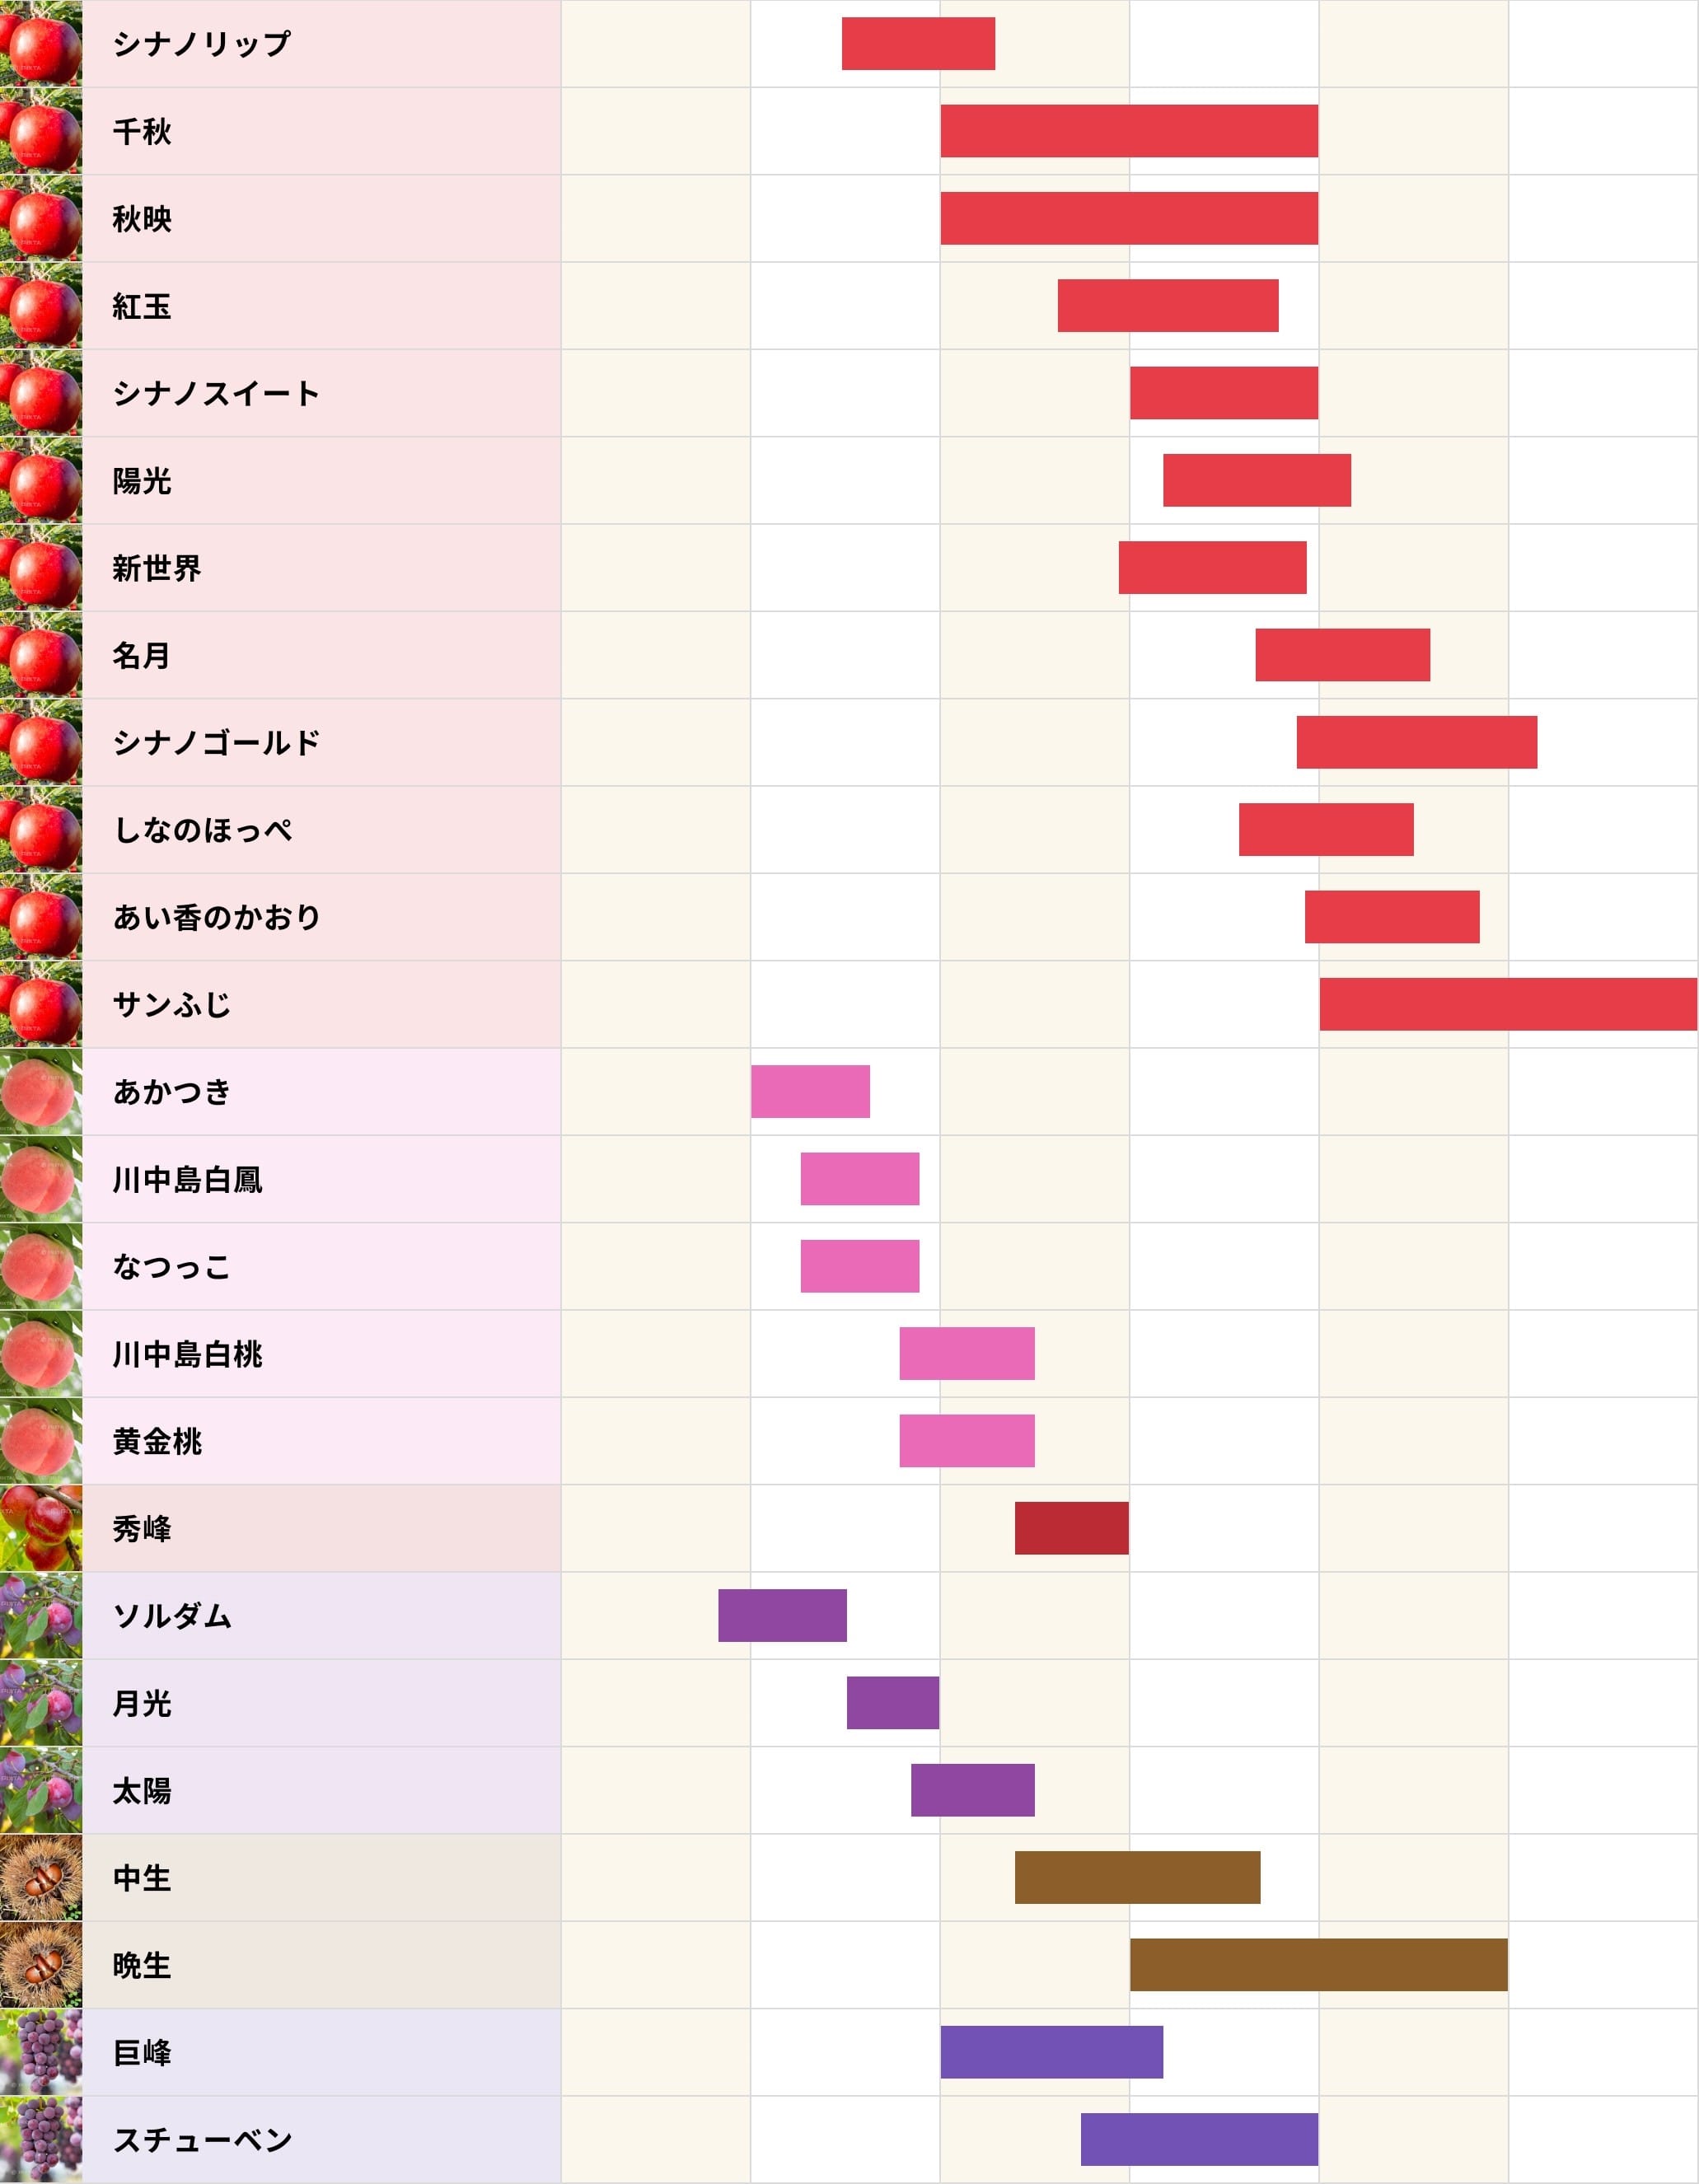 シナノリップ
千秋
秋映
紅玉
シナノスイート
陽光
新世界
名月
シナノゴールド
しなのほっぺ
あい香のかおり
サンふじ
あかつき
川中島白鳳
なつっこ
川中島白桃
黄金桃
秀峰
ソルダム
月光
太陽
中生
晩生
巨峰
スチューベン